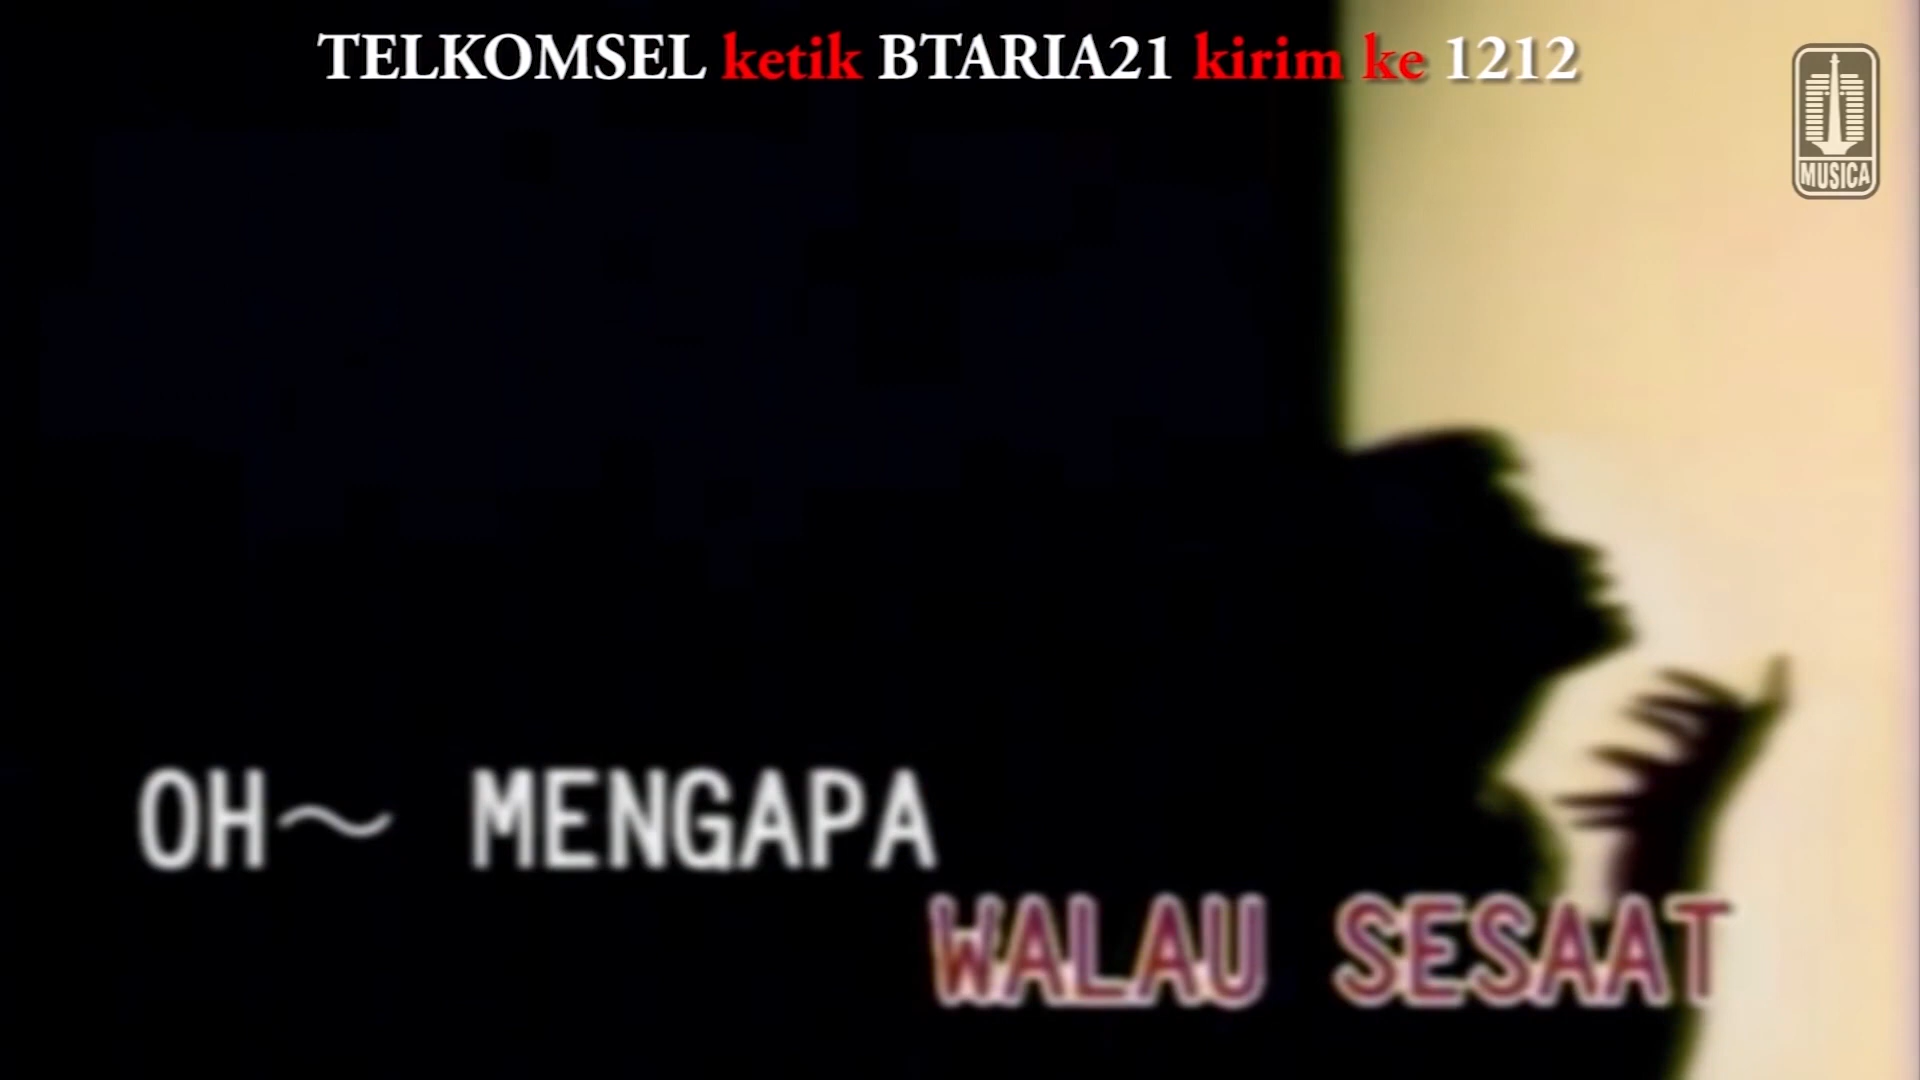 TELKOMSEL ketik BTARIA21 kirim ke 1212
MUSICA
OH～ MENGAPA
WALAU SESAAT